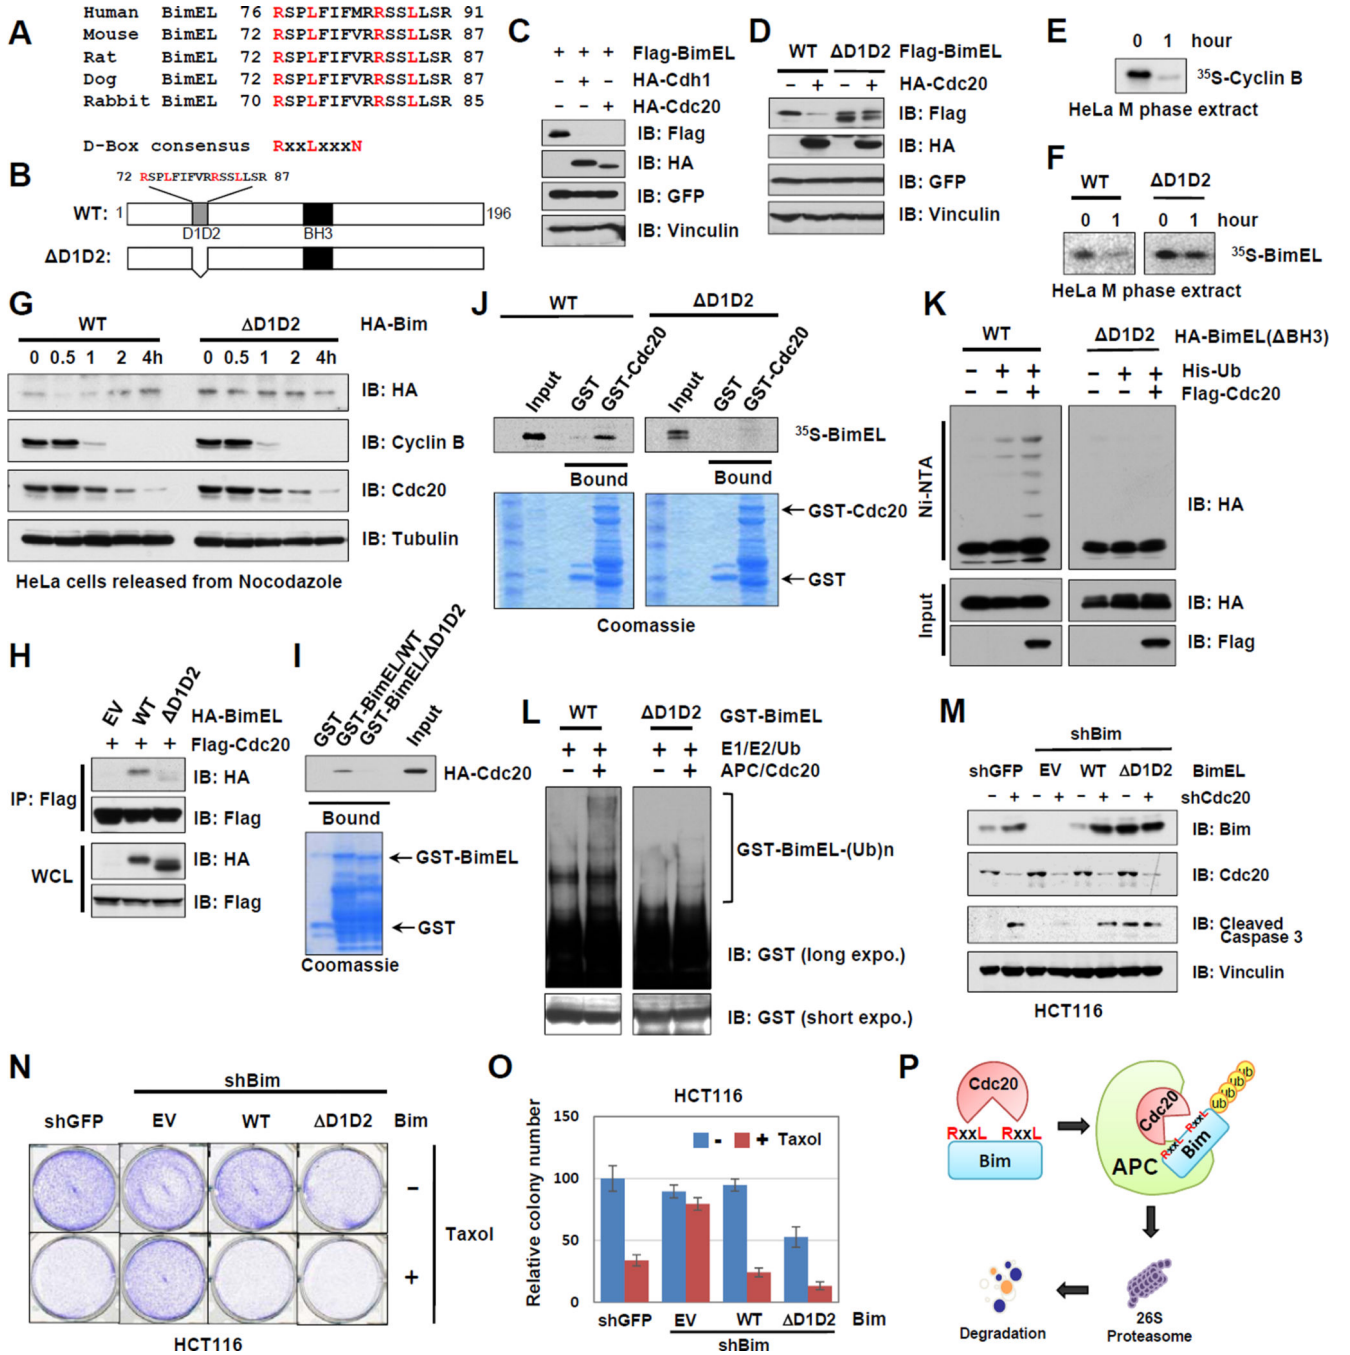 A
Human BimEL 76 RSPLFIFMRRSSLLSR 91
Mouse BimEL 72 RSPLFIFVRRSSLLSR 87
Rat BimEL 72 RSPLFIFVRRSSLLSR 87
Dog BimEL 72 RSPLFIFVRRSSLLSR 87
Rabbit BimEL 70 RSPLFIFVRRSSLLSR 85
D-Box consensus RxxLxxxN
B
72 RSPLFIFVRRSSLLSR 87
WT: 1 196
D1D2 BH3
ΔD1D2:
C
+ + + Flag-BimEL
- + - HA-Cdh1
- - + HA-Cdc20
IB: Flag
IB: HA
IB: GFP
IB: Vinculin
D
WT ΔD1D2 Flag-BimEL
- + - + HA-Cdc20
IB: Flag
IB: HA
IB: GFP
IB: Vinculin
E
0 1 hour
35S-Cyclin B
HeLa M phase extract
F
WT ΔD1D2
0 1 0 1 hour
35S-BimEL
HeLa M phase extract
G
WT ΔD1D2 HA-Bim
0 0.5 1 2 4h 0 0.5 1 2 4h
IB: HA
IB: Cyclin B
IB: Cdc20
IB: Tubulin
HeLa cells released from Nocodazole
H
EV WT ΔD1D2 HA-BimEL
+ + + Flag-Cdc20
IP: Flag
IB: HA
IB: Flag
WCL
IB: HA
IB: Flag
I
GST GST-BimEL/WT GST-BimEL/ΔD1D2 Input
HA-Cdc20
Bound
GST-BimEL
GST
Coomassie
J
WT ΔD1D2
Input GST GST-Cdc20 Input GST GST-Cdc20
35S-BimEL
Bound Bound
GST-Cdc20
GST
Coomassie
K
WT ΔD1D2 HA-BimEL(ΔBH3)
- + + - + + His-Ub
+ + Flag-Cdc20
Ni-NTA
IB: HA
Input
IB: HA
IB: Flag
L
WT ΔD1D2 GST-BimEL
+ + + + E1/E2/Ub
- + - + APC/Cdc20
GST-BimEL-(Ub)n
IB: GST (long expo.)
IB: GST (short expo.)
M
shBim
shGFP EV WT ΔD1D2 BimEL
- + - + - + - + shCdc20
IB: Bim
IB: Cdc20
IB: Cleaved
Caspase 3
IB: Vinculin
HCT116
N
shBim
shGFP EV WT ΔD1D2 Bim
-
Taxol
+
HCT116
O
HCT116
Relative colony number
150
100
50
0
- + Taxol
shGFP EV WT ΔD1D2 Bim
shBim
P
Cdc20
RxxL RxxL
Bim
Cdc20
RxxL RxxL
Bim
ub ub ub ub
APC
26S
Proteasome
Degradation